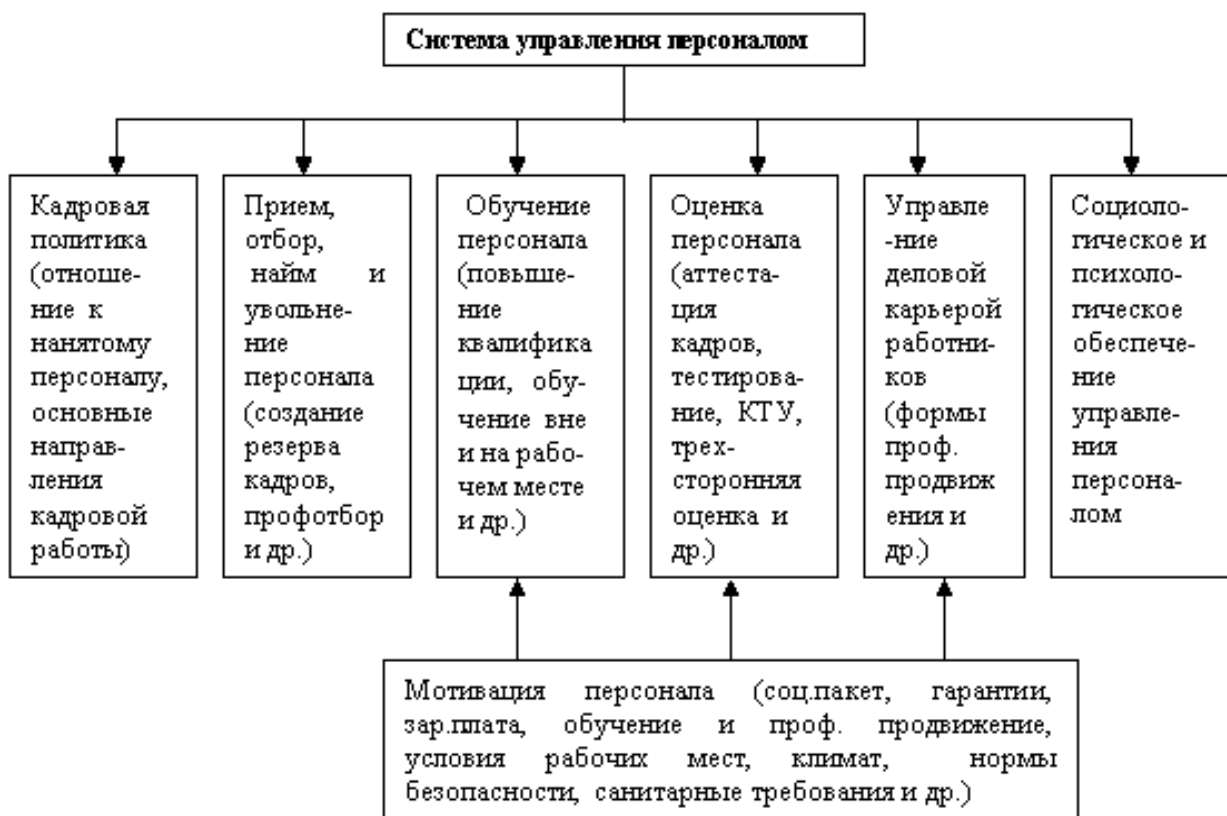 Система управления персоналом
Кадровая
политика
(отноше-
ние к
нанятому
персоналу,
основные
направ-
ления
кадровой
работы)
Прием,
отбор,
найм и
увольне-
ние
персонала
(создание
резерва
кадров,
профотбор
и др.)
Обучение
персонала
(повыше-
ние
квалифика
ции, обу-
чение вне
и на рабо-
чем месте
и др.)
Оценка
персонала
(аттеста-
ция
кадров,
тестирова-
ние, КТУ,
трех-
сторонняя
оценка и
др.)
Управле
-ние
деловой
карьерой
работни-
ков
(формы
проф.
продвиж
ения и
др.)
Социоло-
гическое и
психоло-
гическое
обеспече-
ние
управле-
ния
персона-
лом
Мотивация персонала (соц.пакет, гарантии,
зар.плата, обучение и проф. продвижение,
условия рабочих мест, климат, нормы
безопасности, санитарные требования и др.)